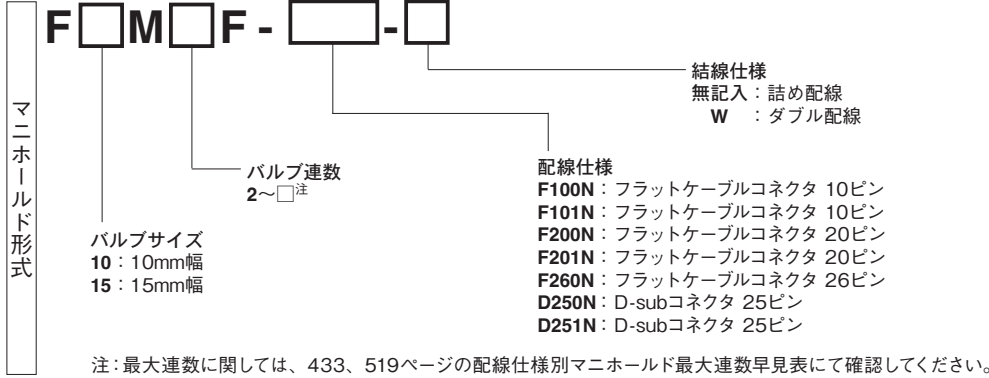 F□M□F-□-□
マニホールド形式
結線仕様
無記入：詰め配線
W ：ダブル配線
バルブ連数
2～□注
バルブサイズ
10：10mm幅
15：15mm幅
配線仕様
F100N：フラットケーブルコネクタ 10ピン
F101N：フラットケーブルコネクタ 10ピン
F200N：フラットケーブルコネクタ 20ピン
F201N：フラットケーブルコネクタ 20ピン
F260N：フラットケーブルコネクタ 26ピン
D250N：D-subコネクタ 25ピン
D251N：D-subコネクタ 25ピン
注：最大連数に関しては、433、519ページの配線仕様別マニホールド最大連数早見表にて確認してください。